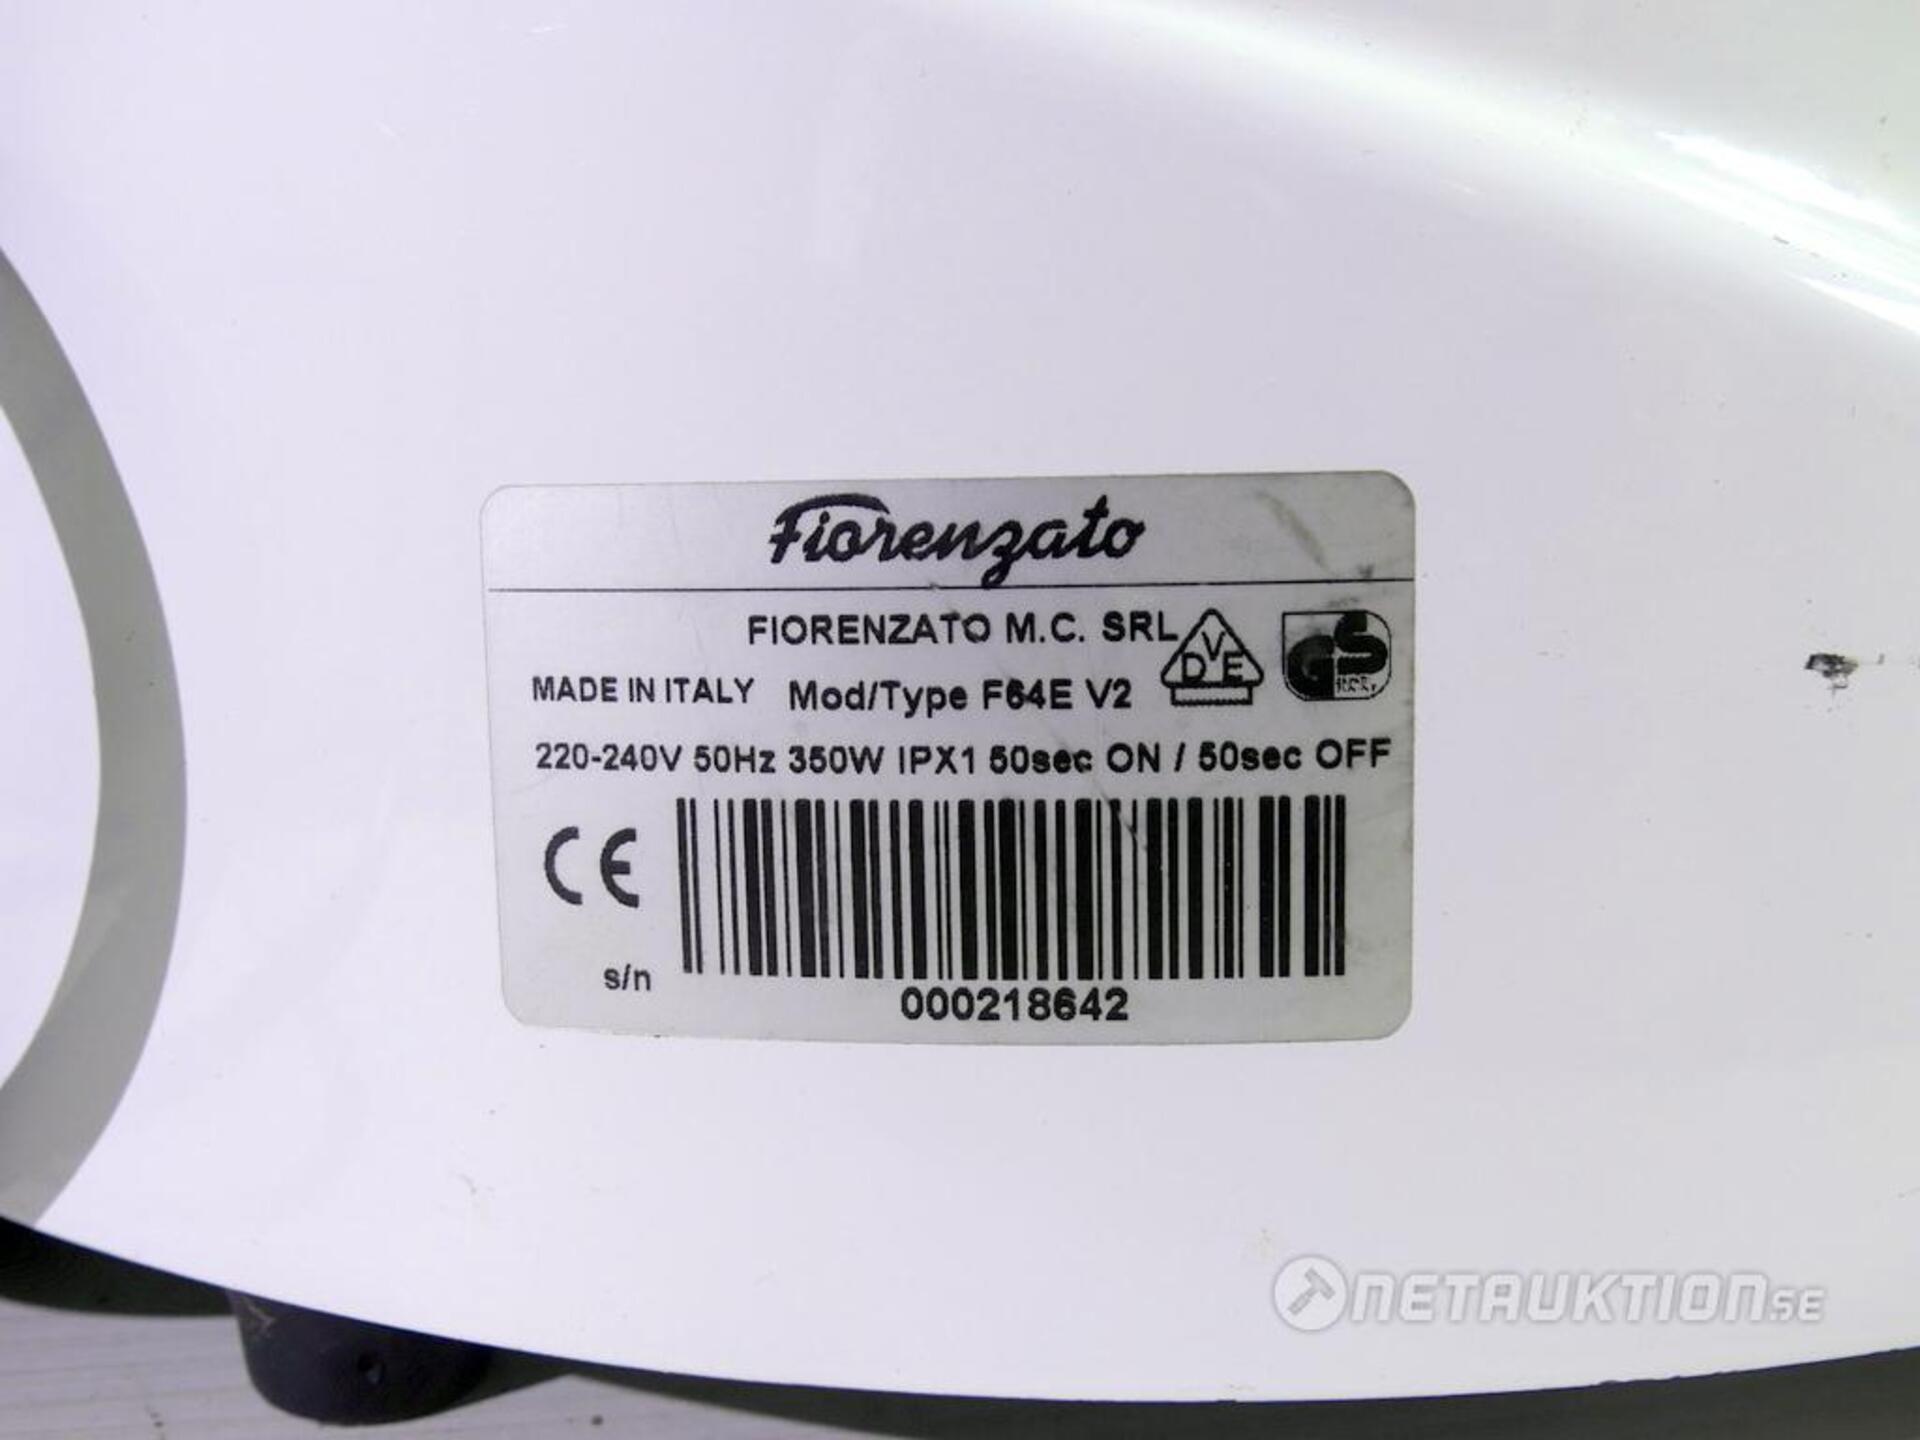 Fiorenzato
FIORENZATO M.C. SRL
VDE
GS
MADE IN ITALY Mod/Type F64E V2
220-240V 50Hz 350W IPX1 50sec ON / 50sec OFF
CE
s/n
000218642
NETAUKTION.SE